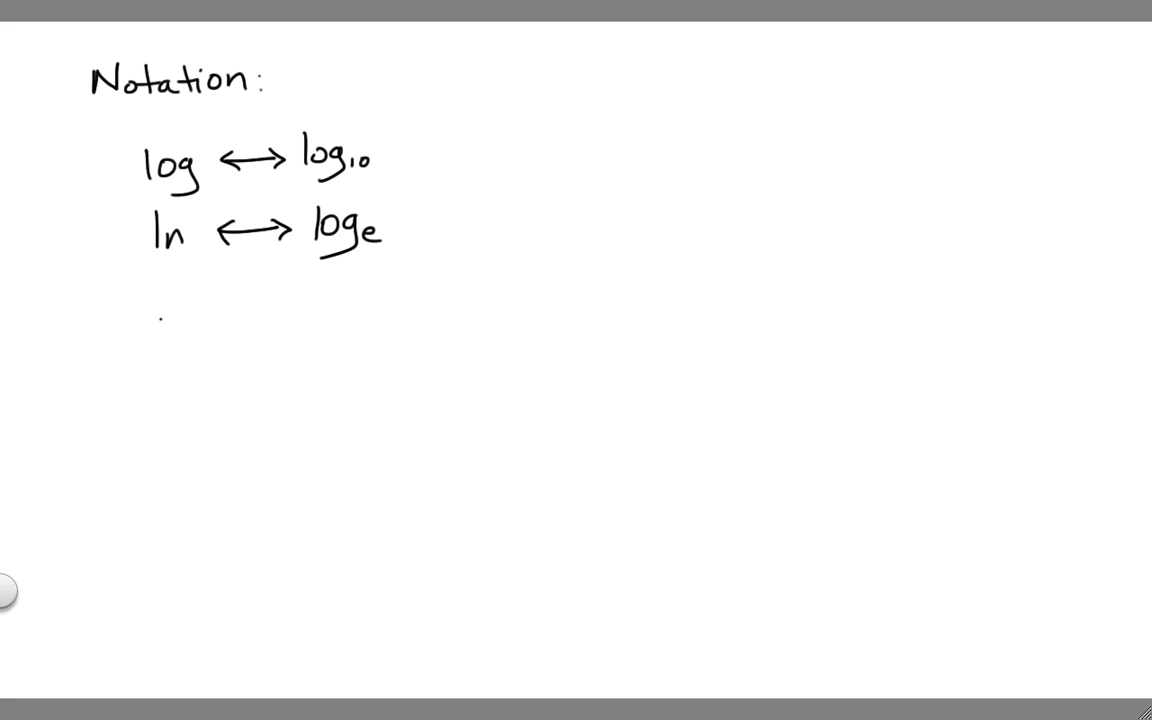 Notation:
log ↔ log₁₀
ln ↔ logₑ